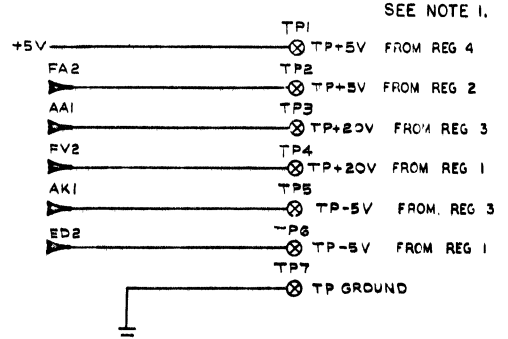 SEE NOTE 1.
TP1
+5V TP+5V FROM REG 4
FA2 TP2
TP+5V FROM REG 2
AA1 TP3
TP+20V FROM REG 3
FV2 TP4
TP+20V FROM REG 1
AK1 TP5
TP-5V FROM REG 3
ED2 TP6
TP-5V FROM REG 1
TP7
TP GROUND